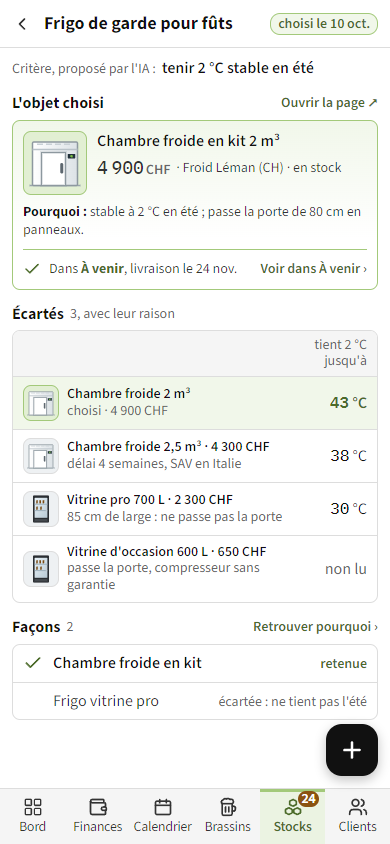 Frigo de garde pour fûts
choisi le 10 oct.
Critère, proposé par l'IA : tenir 2 °C stable en été
L'objet choisi
Ouvrir la page ↗
Chambre froide en kit 2 m³
4 900 CHF · Froid Léman (CH) · en stock
Pourquoi : stable à 2 °C en été ; passe la porte de 80 cm en
panneaux.
Dans À venir, livraison le 24 nov.
Voir dans À venir ›
Écartés 3, avec leur raison
tient 2 °C
jusqu'à
Chambre froide 2 m³
choisi · 4 900 CHF
43 °C
Chambre froide 2,5 m³ · 4 300 CHF
délai 4 semaines, SAV en Italie
38 °C
Vitrine pro 700 L · 2 300 CHF
85 cm de large : ne passe pas la porte
30 °C
Vitrine d'occasion 600 L · 650 CHF
passe la porte, compresseur sans
garantie
non lu
Façons 2
Retrouver pourquoi ›
Chambre froide en kit
retenue
Frigo vitrine pro
écartée : ne tient pas l'été
24
Bord
Finances
Calendrier
Brassins
Stocks
Clients